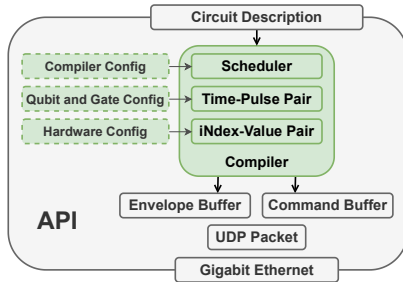 Circuit Description
Compiler Config
Scheduler
Qubit and Gate Config
Time-Pulse Pair
Hardware Config
iNdex-Value Pair
Compiler
Envelope Buffer
Command Buffer
API
UDP Packet
Gigabit Ethernet